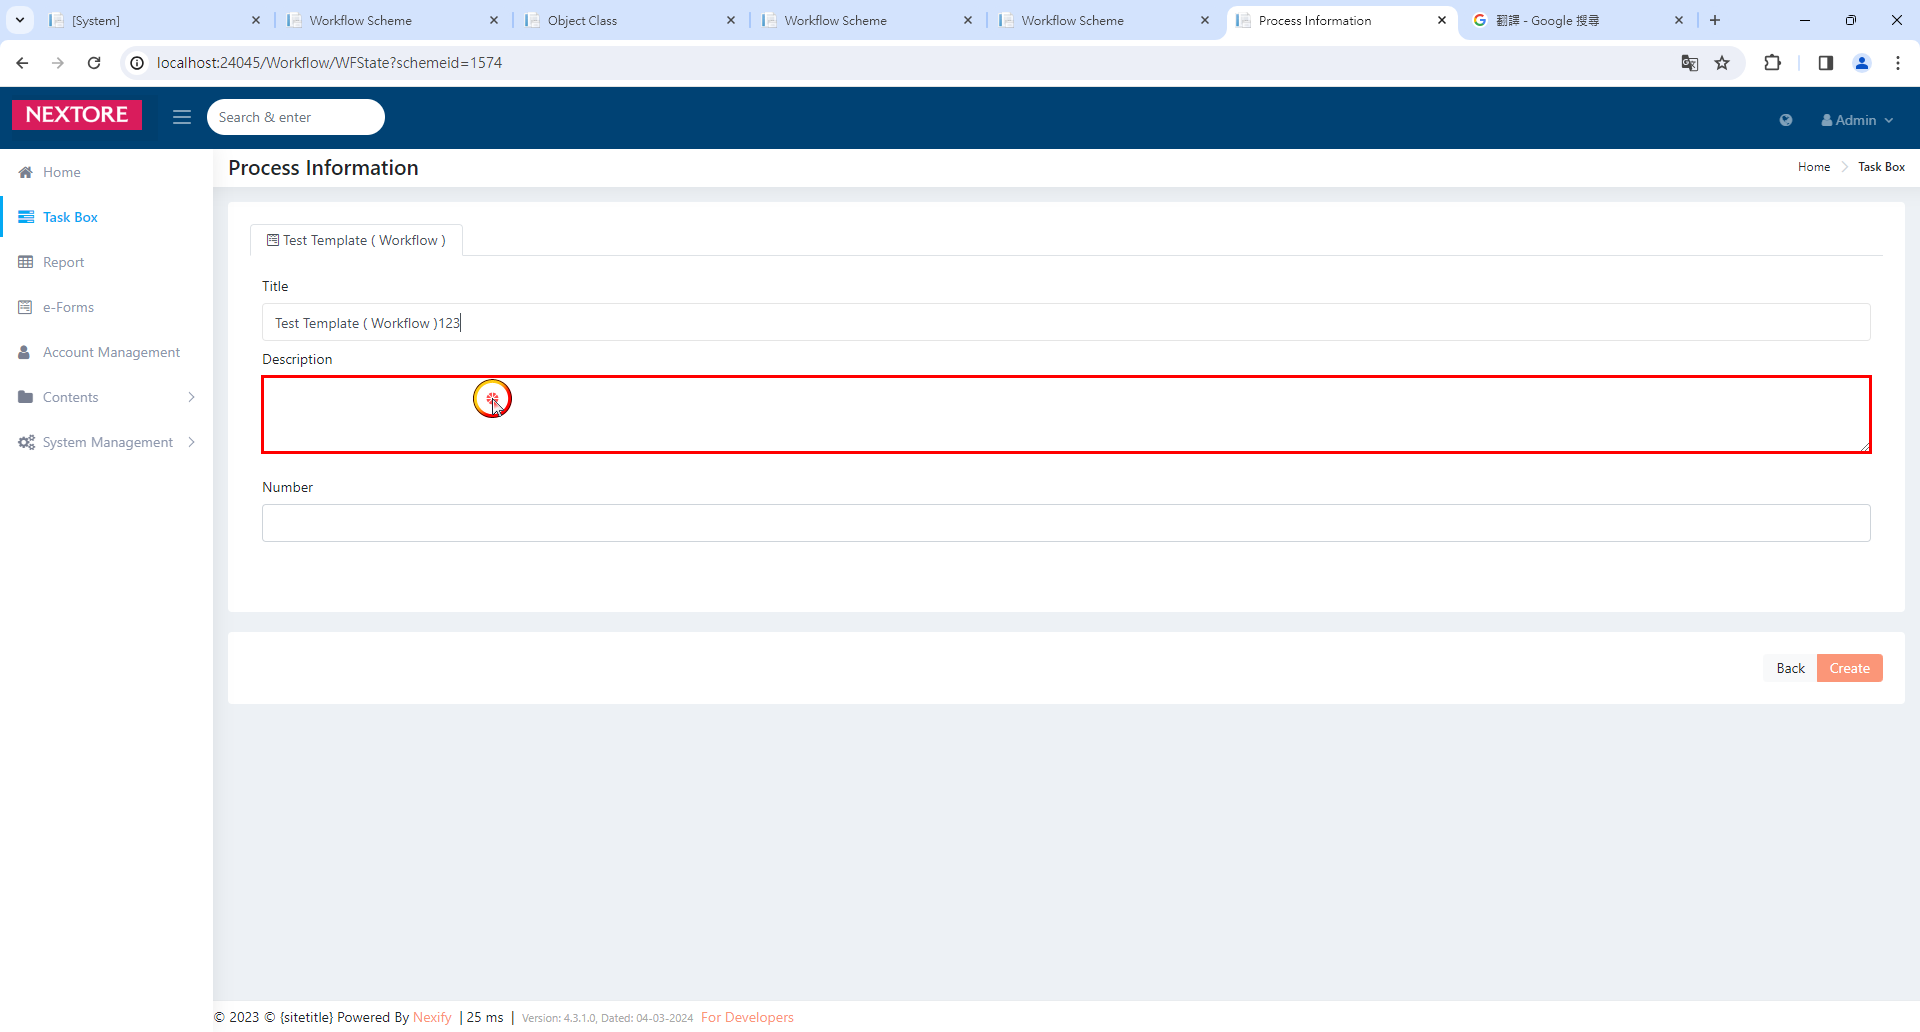 [System]
Workflow Scheme
Object Class
Workflow Scheme
Workflow Scheme
Process Information
翻譯 - Google 搜尋
localhost:24045/Workflow/WFState?schemeid=1574
NEXTORE
Search & enter
Admin
Home
Task Box
Report
e-Forms
Account Management
Contents
System Management
Process Information
Home
Task Box
Test Template ( Workflow )
Title
Test Template ( Workflow )123
Description
Number
Back
Create
© 2023 © {sitetitle} Powered By Nexify | 25 ms | Version: 4.3.1.0, Dated: 04-03-2024 For Developers